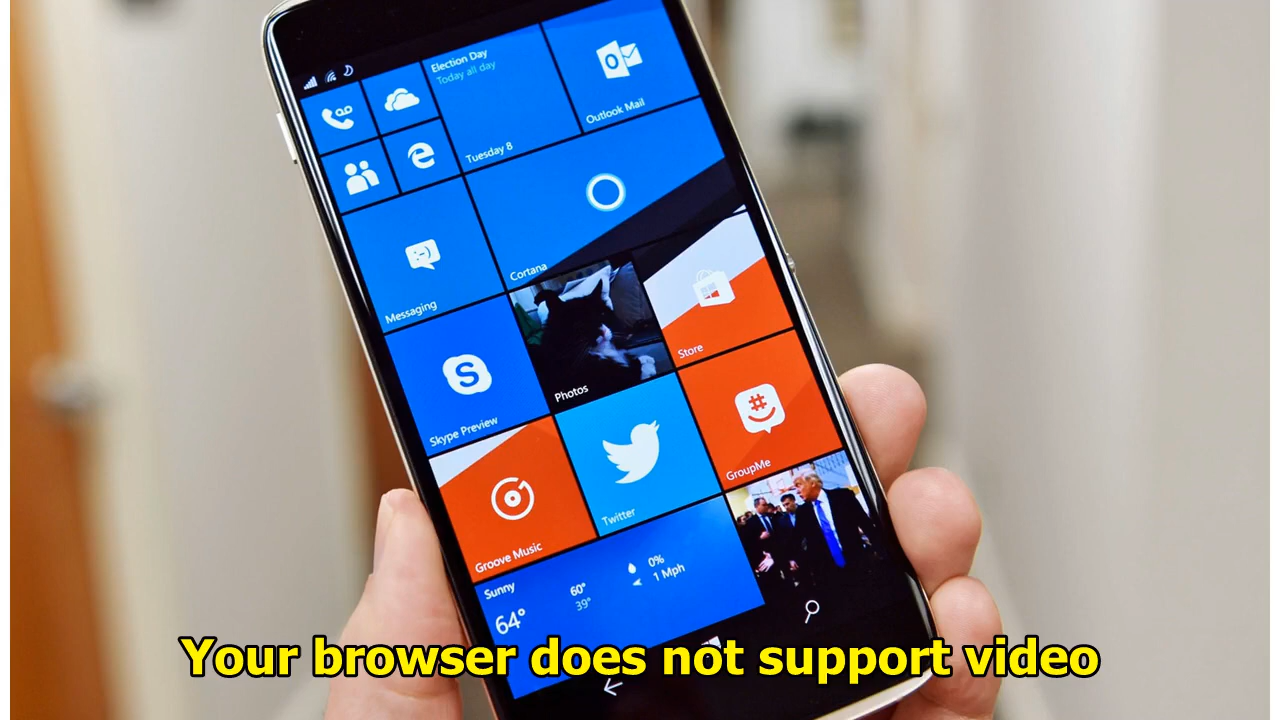 Election Day
Today all day
Tuesday 8
Outlook Mail
Cortana
Messaging
Skype Preview
Photos
Store
Groove Music
Twitter
GroupMe
Sunny
64°
60°
39°
0%
1 Mph
Your browser does not support video